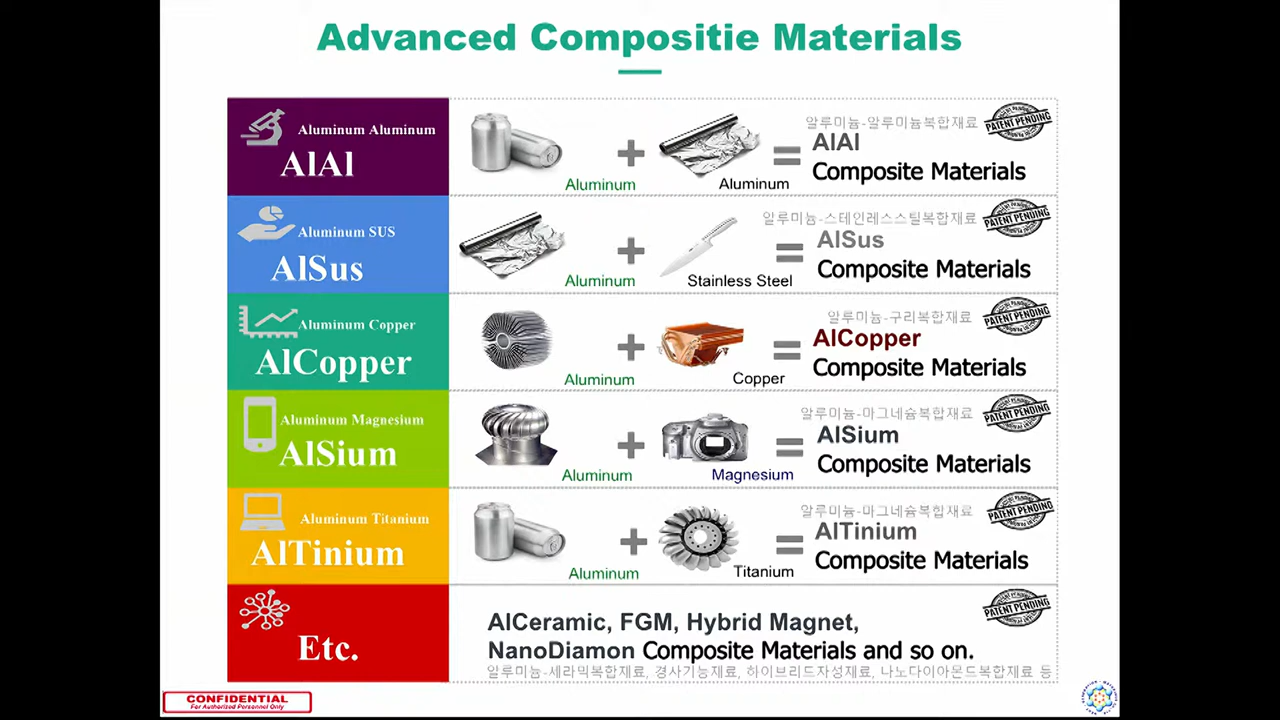 Advanced Compositie Materials
Aluminum Aluminum
AlAl
Aluminum
Aluminum
알루미늄-알루미늄복합재료
AlAl
Composite Materials
PATENT PENDING
Aluminum SUS
AlSus
Aluminum
Stainless Steel
알루미늄-스테인레스스틸복합재료
AlSus
Composite Materials
PATENT PENDING
Aluminum Copper
AlCopper
Aluminum
Copper
알루미늄-구리복합재료
AlCopper
Composite Materials
PATENT PENDING
Aluminum Magnesium
AlSium
Aluminum
Magnesium
알루미늄-마그네슘복합재료
AlSium
Composite Materials
PATENT PENDING
Aluminum Titanium
AlTinium
Aluminum
Titanium
알루미늄-마그네슘복합재료
AlTinium
Composite Materials
PATENT PENDING
Etc.
AlCeramic, FGM, Hybrid Magnet,
NanoDiamon Composite Materials and so on.
알루미늄-세라믹복합재료, 경사기능재료, 하이브리드자성재료, 나노다이아몬드복합재료 등
PATENT PENDING
CONFIDENTIAL
For Authorized Personnel Only